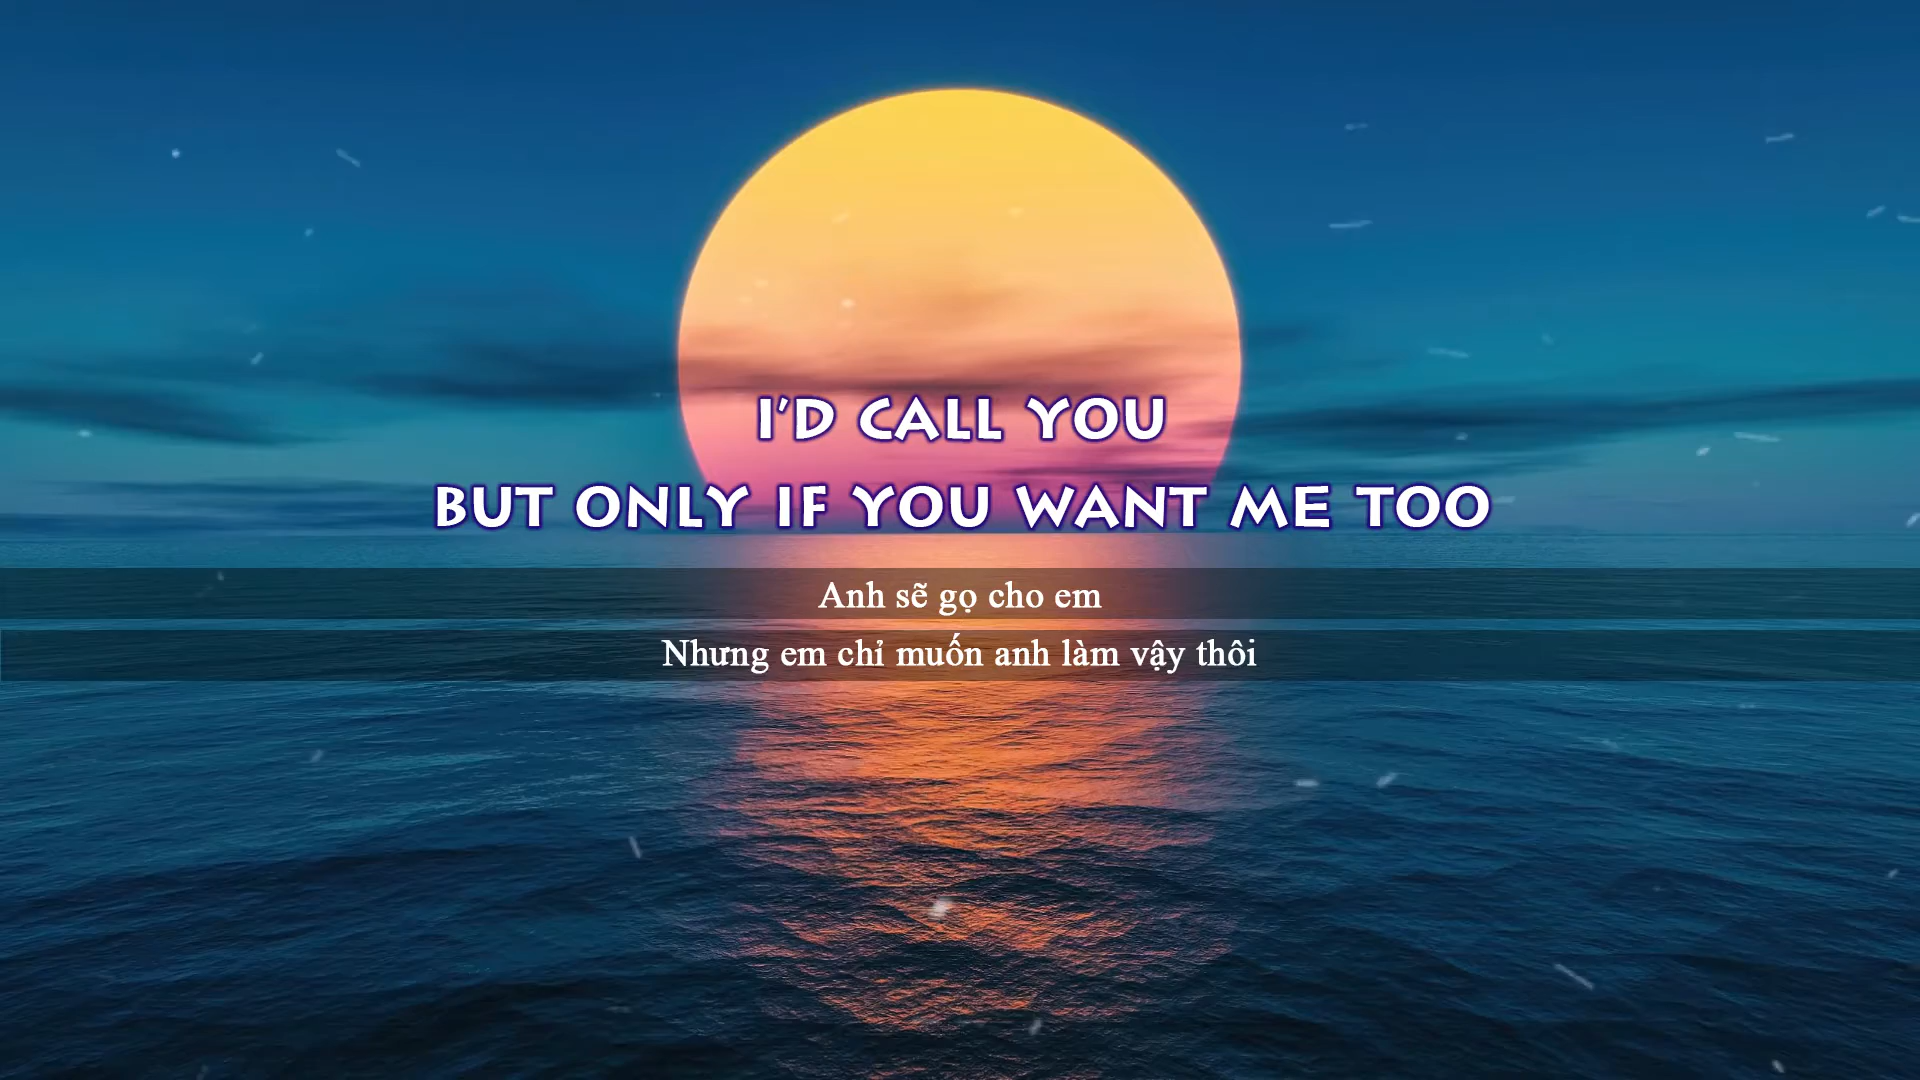 I'D CALL YOU
BUT ONLY IF YOU WANT ME TOO
Anh sẽ gọ cho em
Nhưng em chỉ muốn anh làm vậy thôi